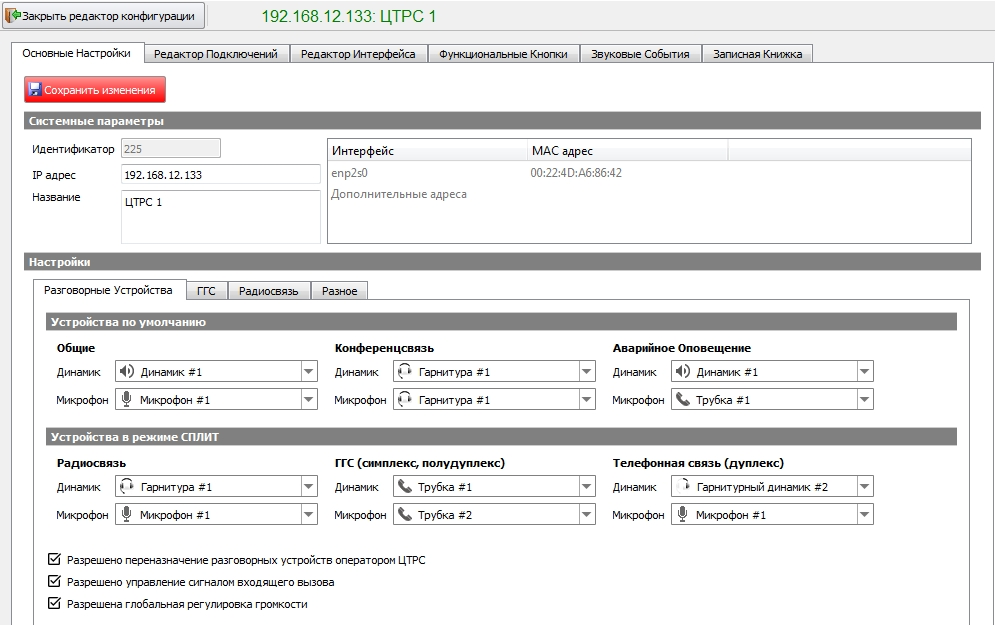 Закрыть редактор конфигурации
192.168.12.133: ЦТРС 1
Основные Настройки Редактор Подключений Редактор Интерфейса Функциональные Кнопки Звуковые События Записная Книжка
Сохранить изменения
Системные параметры
Идентификатор 225
IP адрес 192.168.12.133
Название ЦТРС 1
Интерфейс MAC адрес
enp2s0 00:22:4D:A6:86:42
Дополнительные адреса
Настройки
Разговорные Устройства ГГС Радиосвязь Разное
Устройства по умолчанию
Общие Конференцсвязь Аварийное Оповещение
Динамик Динамик #1 Динамик Гарнитура #1 Динамик Динамик #1
Микрофон Микрофон #1 Микрофон Гарнитура #1 Микрофон Трубка #1
Устройства в режиме СПЛИТ
Радиосвязь ГГС (симплекс, полудуплекс) Телефонная связь (дуплекс)
Динамик Гарнитура #1 Динамик Трубка #1 Динамик Гарнитурный динамик #2
Микрофон Микрофон #1 Микрофон Трубка #2 Микрофон Микрофон #1
Разрешено переназначение разговорных устройств оператором ЦТРС
Разрешено управление сигналом входящего вызова
Разрешена глобальная регулировка громкости